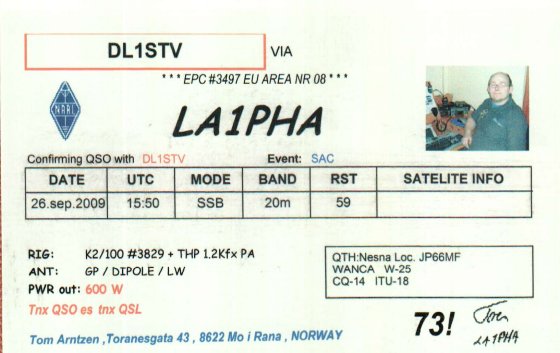 DL1STV VIA
* * * EPC #3497 EU AREA NR 08 * * *
NRRL
LA1PHA
Confirming QSO with DL1STV Event: SAC
DATE UTC MODE BAND RST SATELITE INFO
26.sep.2009 15:50 SSB 20m 59
RIG: K2/100 #3829 + THP 1.2Kfx PA
ANT: GP / DIPOLE / LW
PWR out: 600 W
Tnx QSO es tnx QSL
QTH:Nesna Loc. JP66MF
WANCA W-25
CQ-14 ITU-18
73! Tom
LA1PHA
Tom Arntzen ,Toranesgata 43 , 8622 Mo i Rana , NORWAY